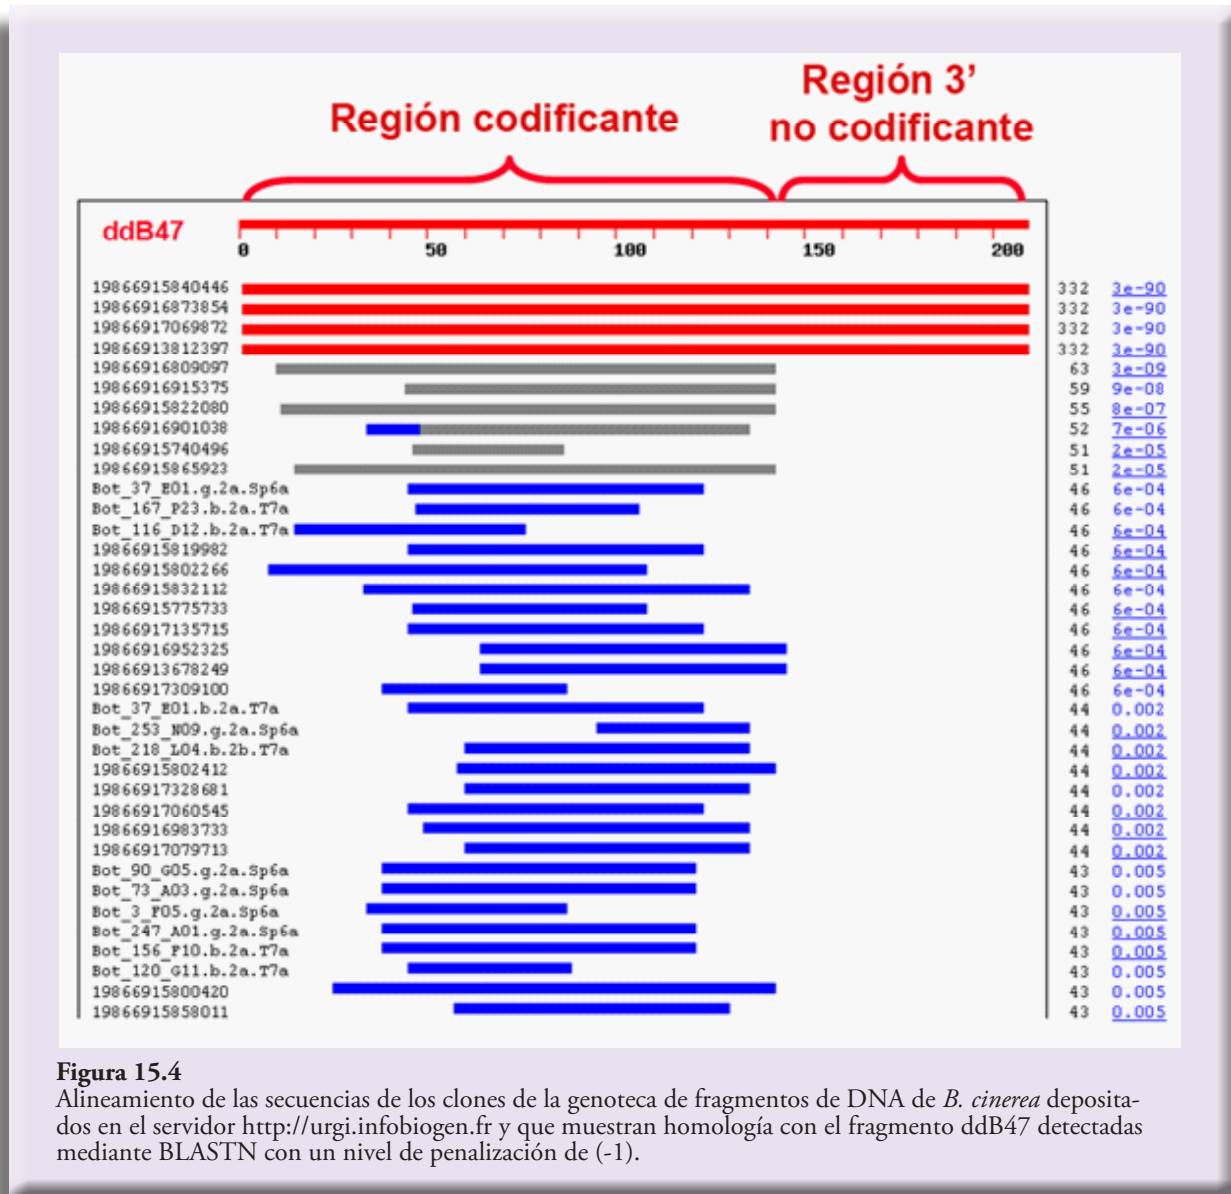 Región codificante
Región 3’
no codificante
ddB47
0 50 100 150 200
19866915840446 332 3e-90
19866916873854 332 3e-90
19866917069872 332 3e-90
19866913812397 332 3e-90
19866916809097 63 3e-09
19866916915375 59 9e-08
19866915822080 55 8e-07
19866916901038 52 7e-06
19866915740496 51 2e-05
19866915865923 51 2e-05
Bot_37_E01.g.2a.Sp6a 46 6e-04
Bot_167_P23.b.2a.T7a 46 6e-04
Bot_116_D12.b.2a.T7a 46 6e-04
19866915819982 46 6e-04
19866915802266 46 6e-04
19866915832112 46 6e-04
19866915775733 46 6e-04
19866917135715 46 6e-04
19866916952325 46 6e-04
19866913678249 46 6e-04
19866917309100 46 6e-04
Bot_37_E01.b.2a.T7a 44 0.002
Bot_253_N09.g.2a.Sp6a 44 0.002
Bot_218_L04.b.2b.T7a 44 0.002
19866915802412 44 0.002
19866917328681 44 0.002
19866917060545 44 0.002
19866916983733 44 0.002
19866917079713 44 0.002
Bot_90_G05.g.2a.Sp6a 43 0.005
Bot_73_A03.g.2a.Sp6a 43 0.005
Bot_3_F05.g.2a.Sp6a 43 0.005
Bot_247_A01.g.2a.Sp6a 43 0.005
Bot_156_F10.b.2a.T7a 43 0.005
Bot_120_G11.b.2a.T7a 43 0.005
19866915800420 43 0.005
19866915858011 43 0.005
Figura 15.4
Alineamiento de las secuencias de los clones de la genoteca de fragmentos de DNA de B. cinerea deposita-
dos en el servidor http://urgi.infobiogen.fr y que muestran homología con el fragmento ddB47 detectadas
mediante BLASTN con un nivel de penalización de (-1).